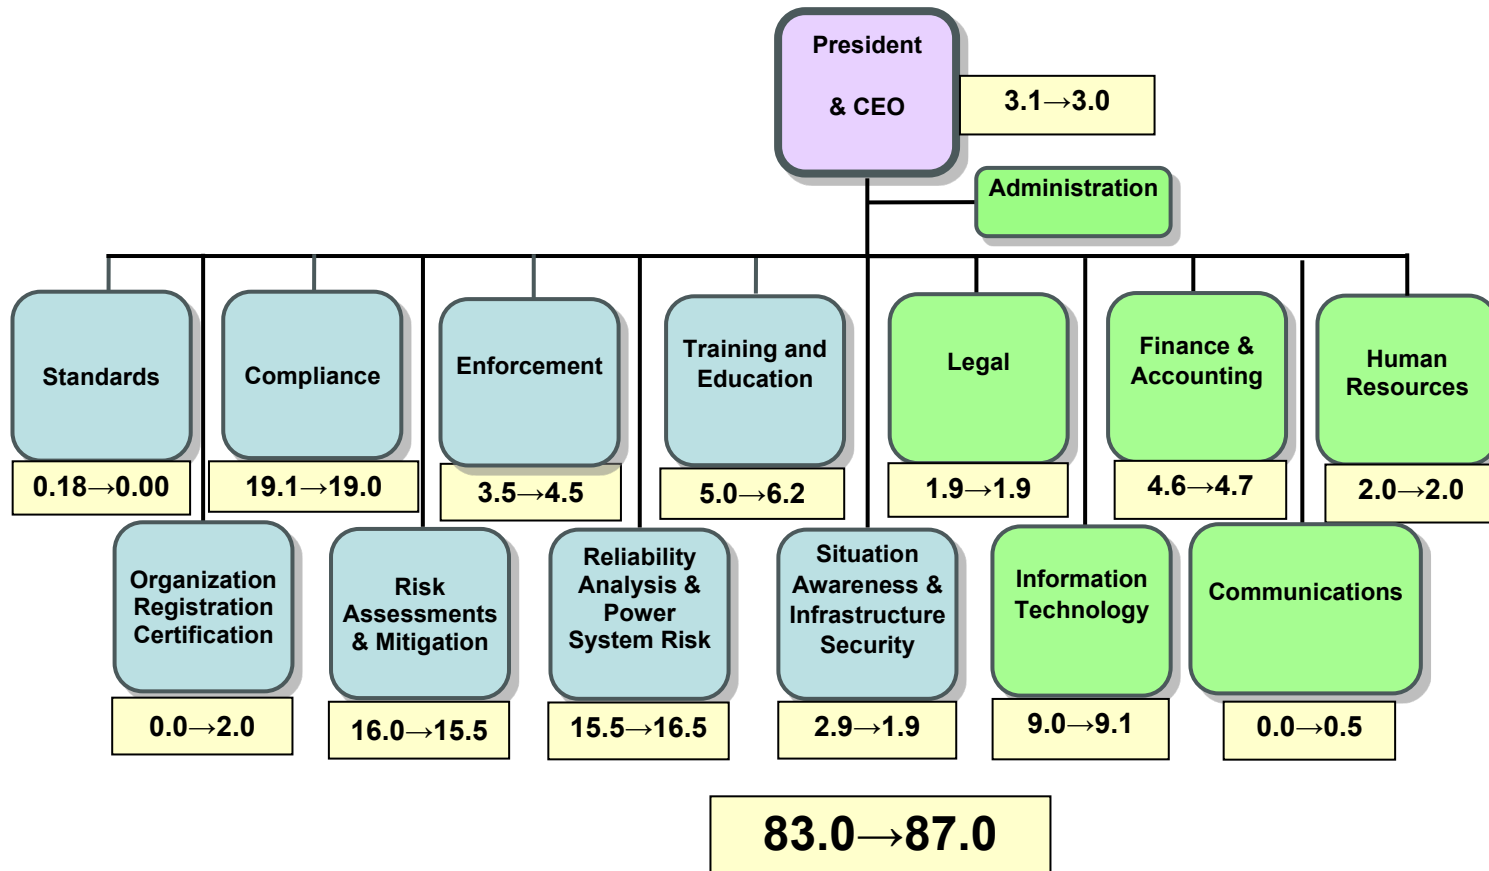 President
& CEO
3.1→3.0
Administration
Standards
0.18→0.00
Compliance
19.1→19.0
Enforcement
3.5→4.5
Training and
Education
5.0→6.2
Legal
1.9→1.9
Finance &
Accounting
4.6→4.7
Human
Resources
2.0→2.0
Organization
Registration
Certification
0.0→2.0
Risk
Assessments
& Mitigation
16.0→15.5
Reliability
Analysis &
Power
System Risk
15.5→16.5
Situation
Awareness &
Infrastructure
Security
2.9→1.9
Information
Technology
9.0→9.1
Communications
0.0→0.5
83.0→87.0